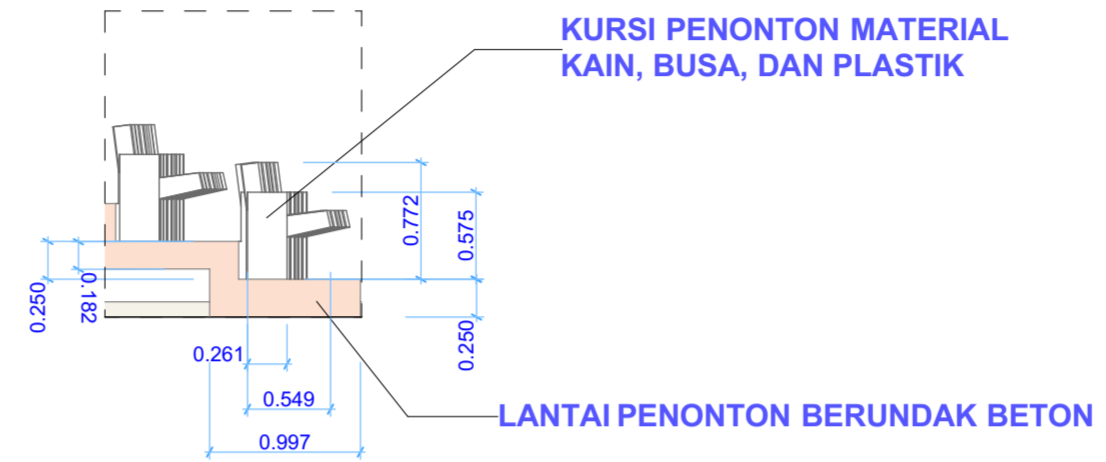 KURSI PENONTON MATERIAL
KAIN, BUSA, DAN PLASTIK
0.772
0.575
0.250
0.182
0.250
0.261
0.549
0.997
LANTAI PENONTON BERUNDAK BETON